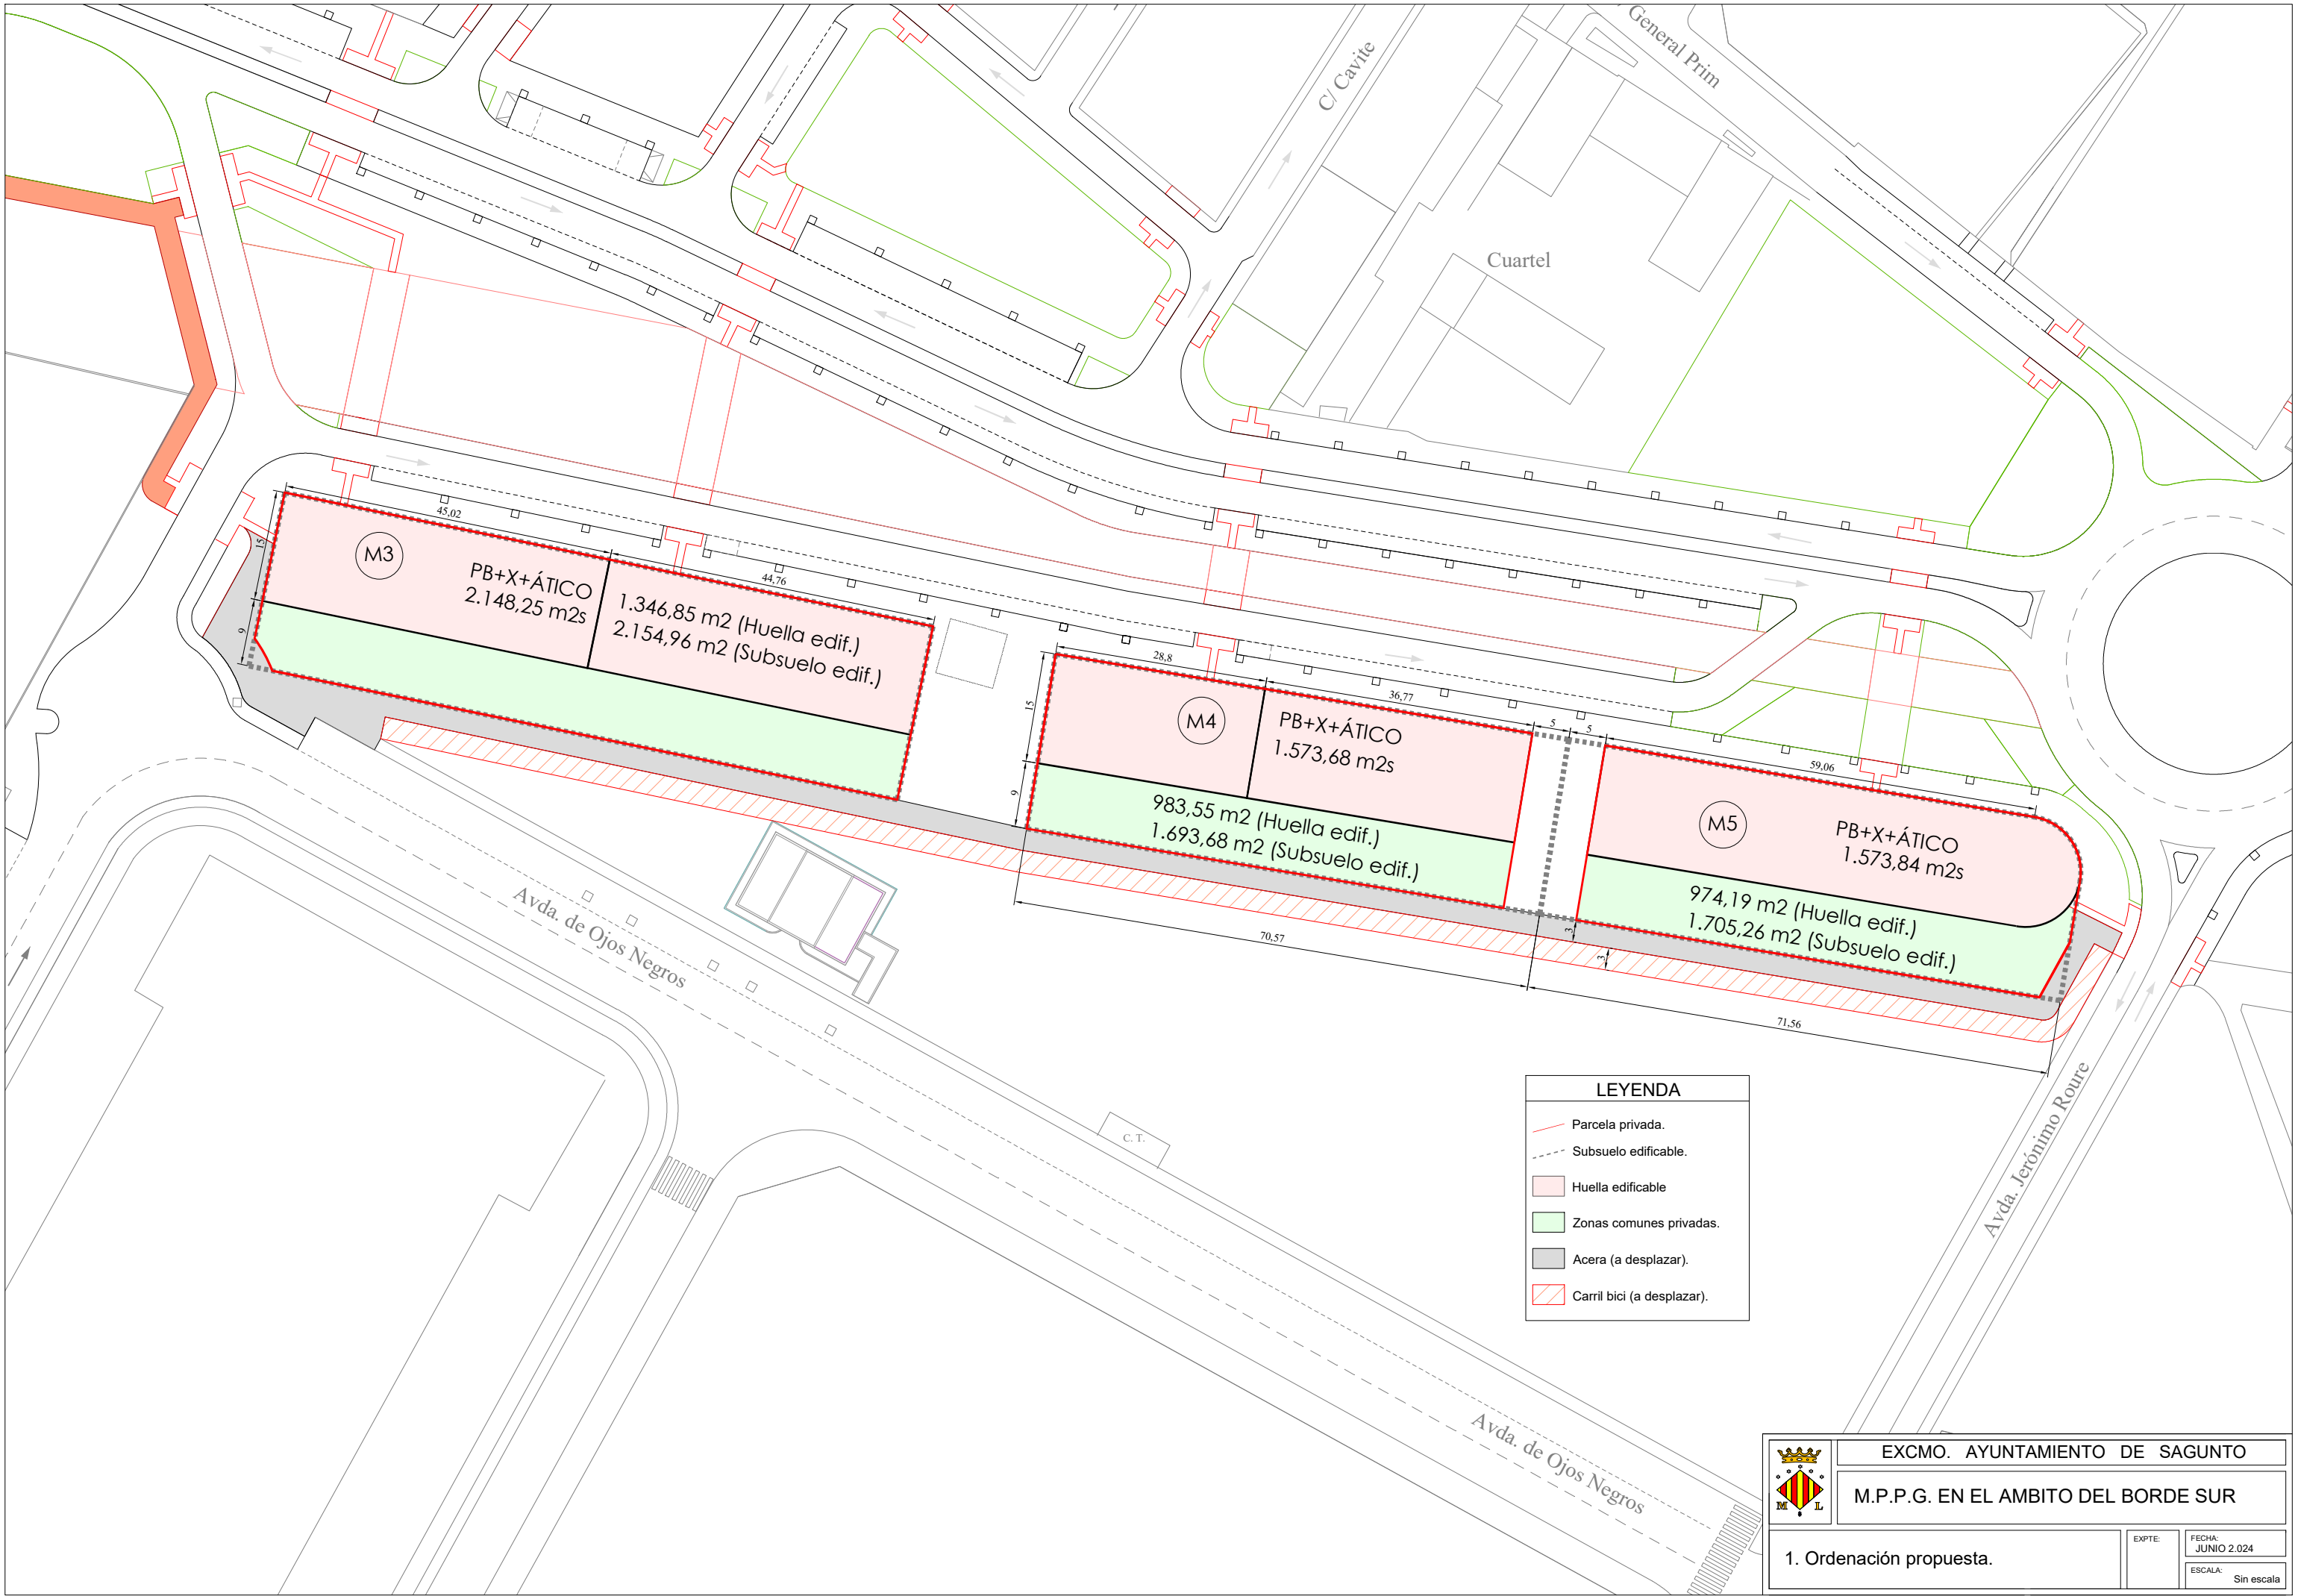 General Prim
C/ Cavite
Cuartel
45,02
15
9
M3
PB+X+ÁTICO
2.148,25 m2s
44,76
1.346,85 m2 (Huella edif.)
2.154,96 m2 (Subsuelo edif.)
28,8
15
9
M4
36,77
PB+X+ÁTICO
1.573,68 m2s
983,55 m2 (Huella edif.)
1.693,68 m2 (Subsuelo edif.)
5
5
59,06
M5
PB+X+ÁTICO
1.573,84 m2s
974,19 m2 (Huella edif.)
1.705,26 m2 (Subsuelo edif.)
3
3
70,57
71,56
Avda. de Ojos Negros
C. T.
Avda. Jerónimo Roure
Avda. de Ojos Negros
LEYENDA
Parcela privada.
Subsuelo edificable.
Huella edificable
Zonas comunes privadas.
Acera (a desplazar).
Carril bici (a desplazar).
M L
EXCMO. AYUNTAMIENTO DE SAGUNTO
M.P.P.G. EN EL AMBITO DEL BORDE SUR
1. Ordenación propuesta.
EXPTE:
FECHA:
JUNIO 2.024
ESCALA:
Sin escala